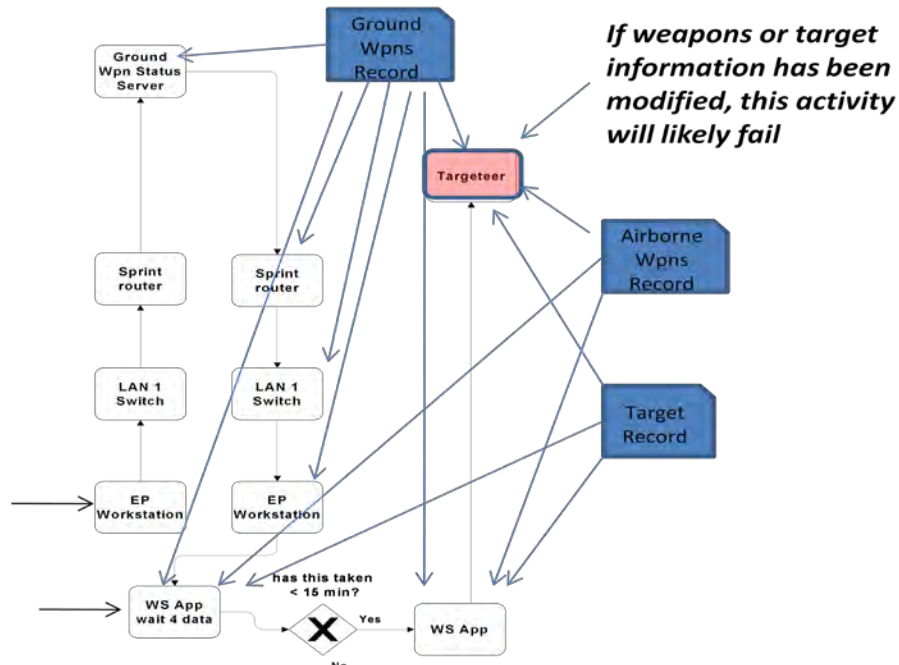 Ground
Wpns
Record
If weapons or target
information has been
modified, this activity
will likely fail
Ground
Wpn Status
Server
Targeteer
Airborne
Wpns
Record
Sprint
router
Sprint
router
LAN 1
Switch
LAN 1
Switch
Target
Record
EP
Workstation
EP
Workstation
has this taken
< 15 min?
WS App
wait 4 data
X
Yes
WS App
No